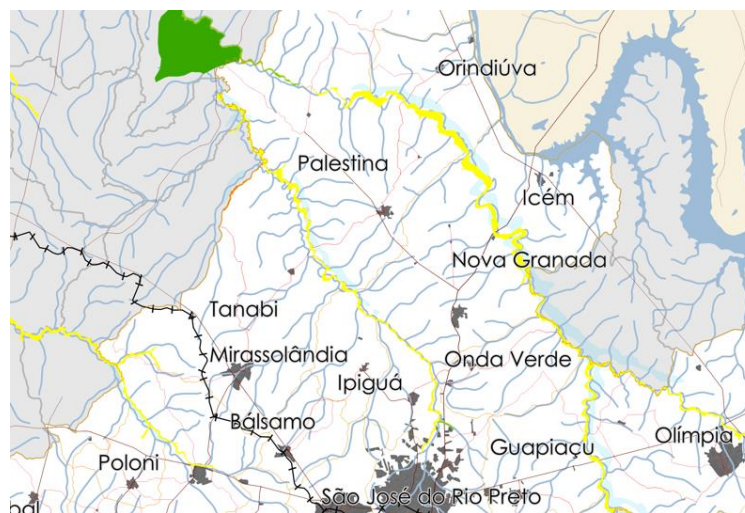 Orindiúva
Palestina
Icém
Nova Granada
Tanabi
Mirassolândia
Onda Verde
Ipiguá
Bálsamo
Guapiaçu
Olímpia
Poloni
São José do Rio Preto